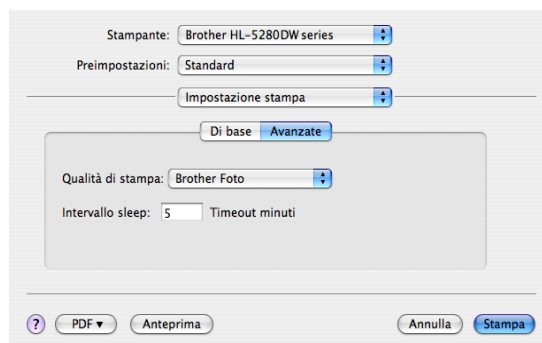 Stampante: Brother HL-5280DW series
Preimpostazioni: Standard
Impostazione stampa
Di base Avanzate
Qualità di stampa: Brother Foto
Intervallo sleep: 5 Timeout minuti
? PDF ▼ Anteprima Annulla Stampa